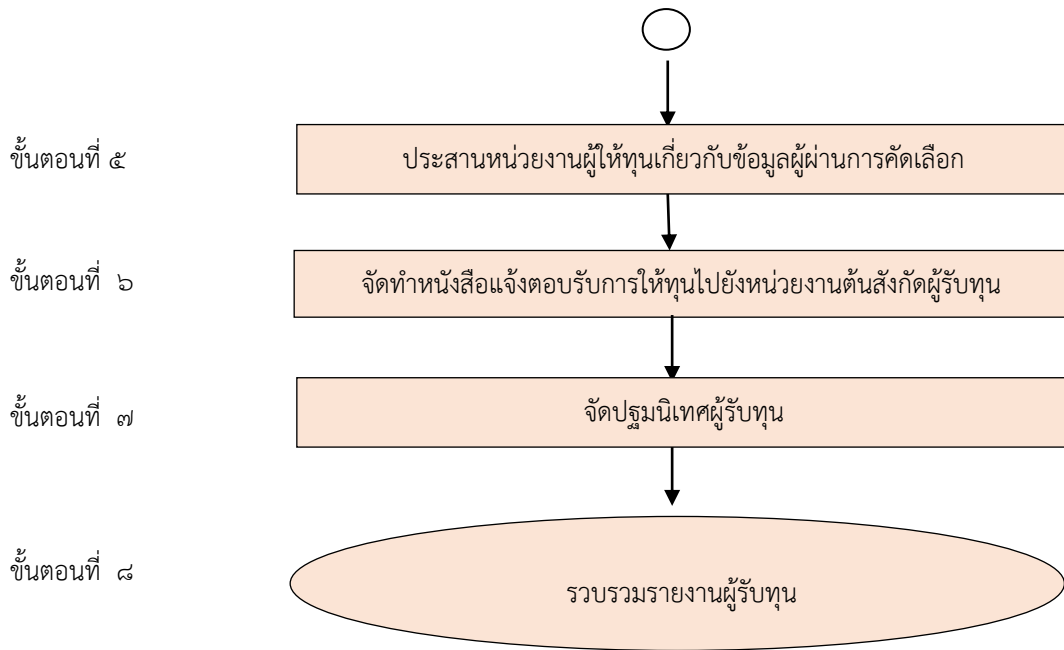 ขั้นตอนที่ ๕
ประสานหน่วยงานผู้ให้ทุนเกี่ยวกับข้อมูลผู้ผ่านการคัดเลือก
ขั้นตอนที่ ๖
จัดทำหนังสือแจ้งตอบรับการให้ทุนไปยังหน่วยงานต้นสังกัดผู้รับทุน
ขั้นตอนที่ ๗
จัดปฐมนิเทศผู้รับทุน
ขั้นตอนที่ ๘
รวบรวมรายงานผู้รับทุน